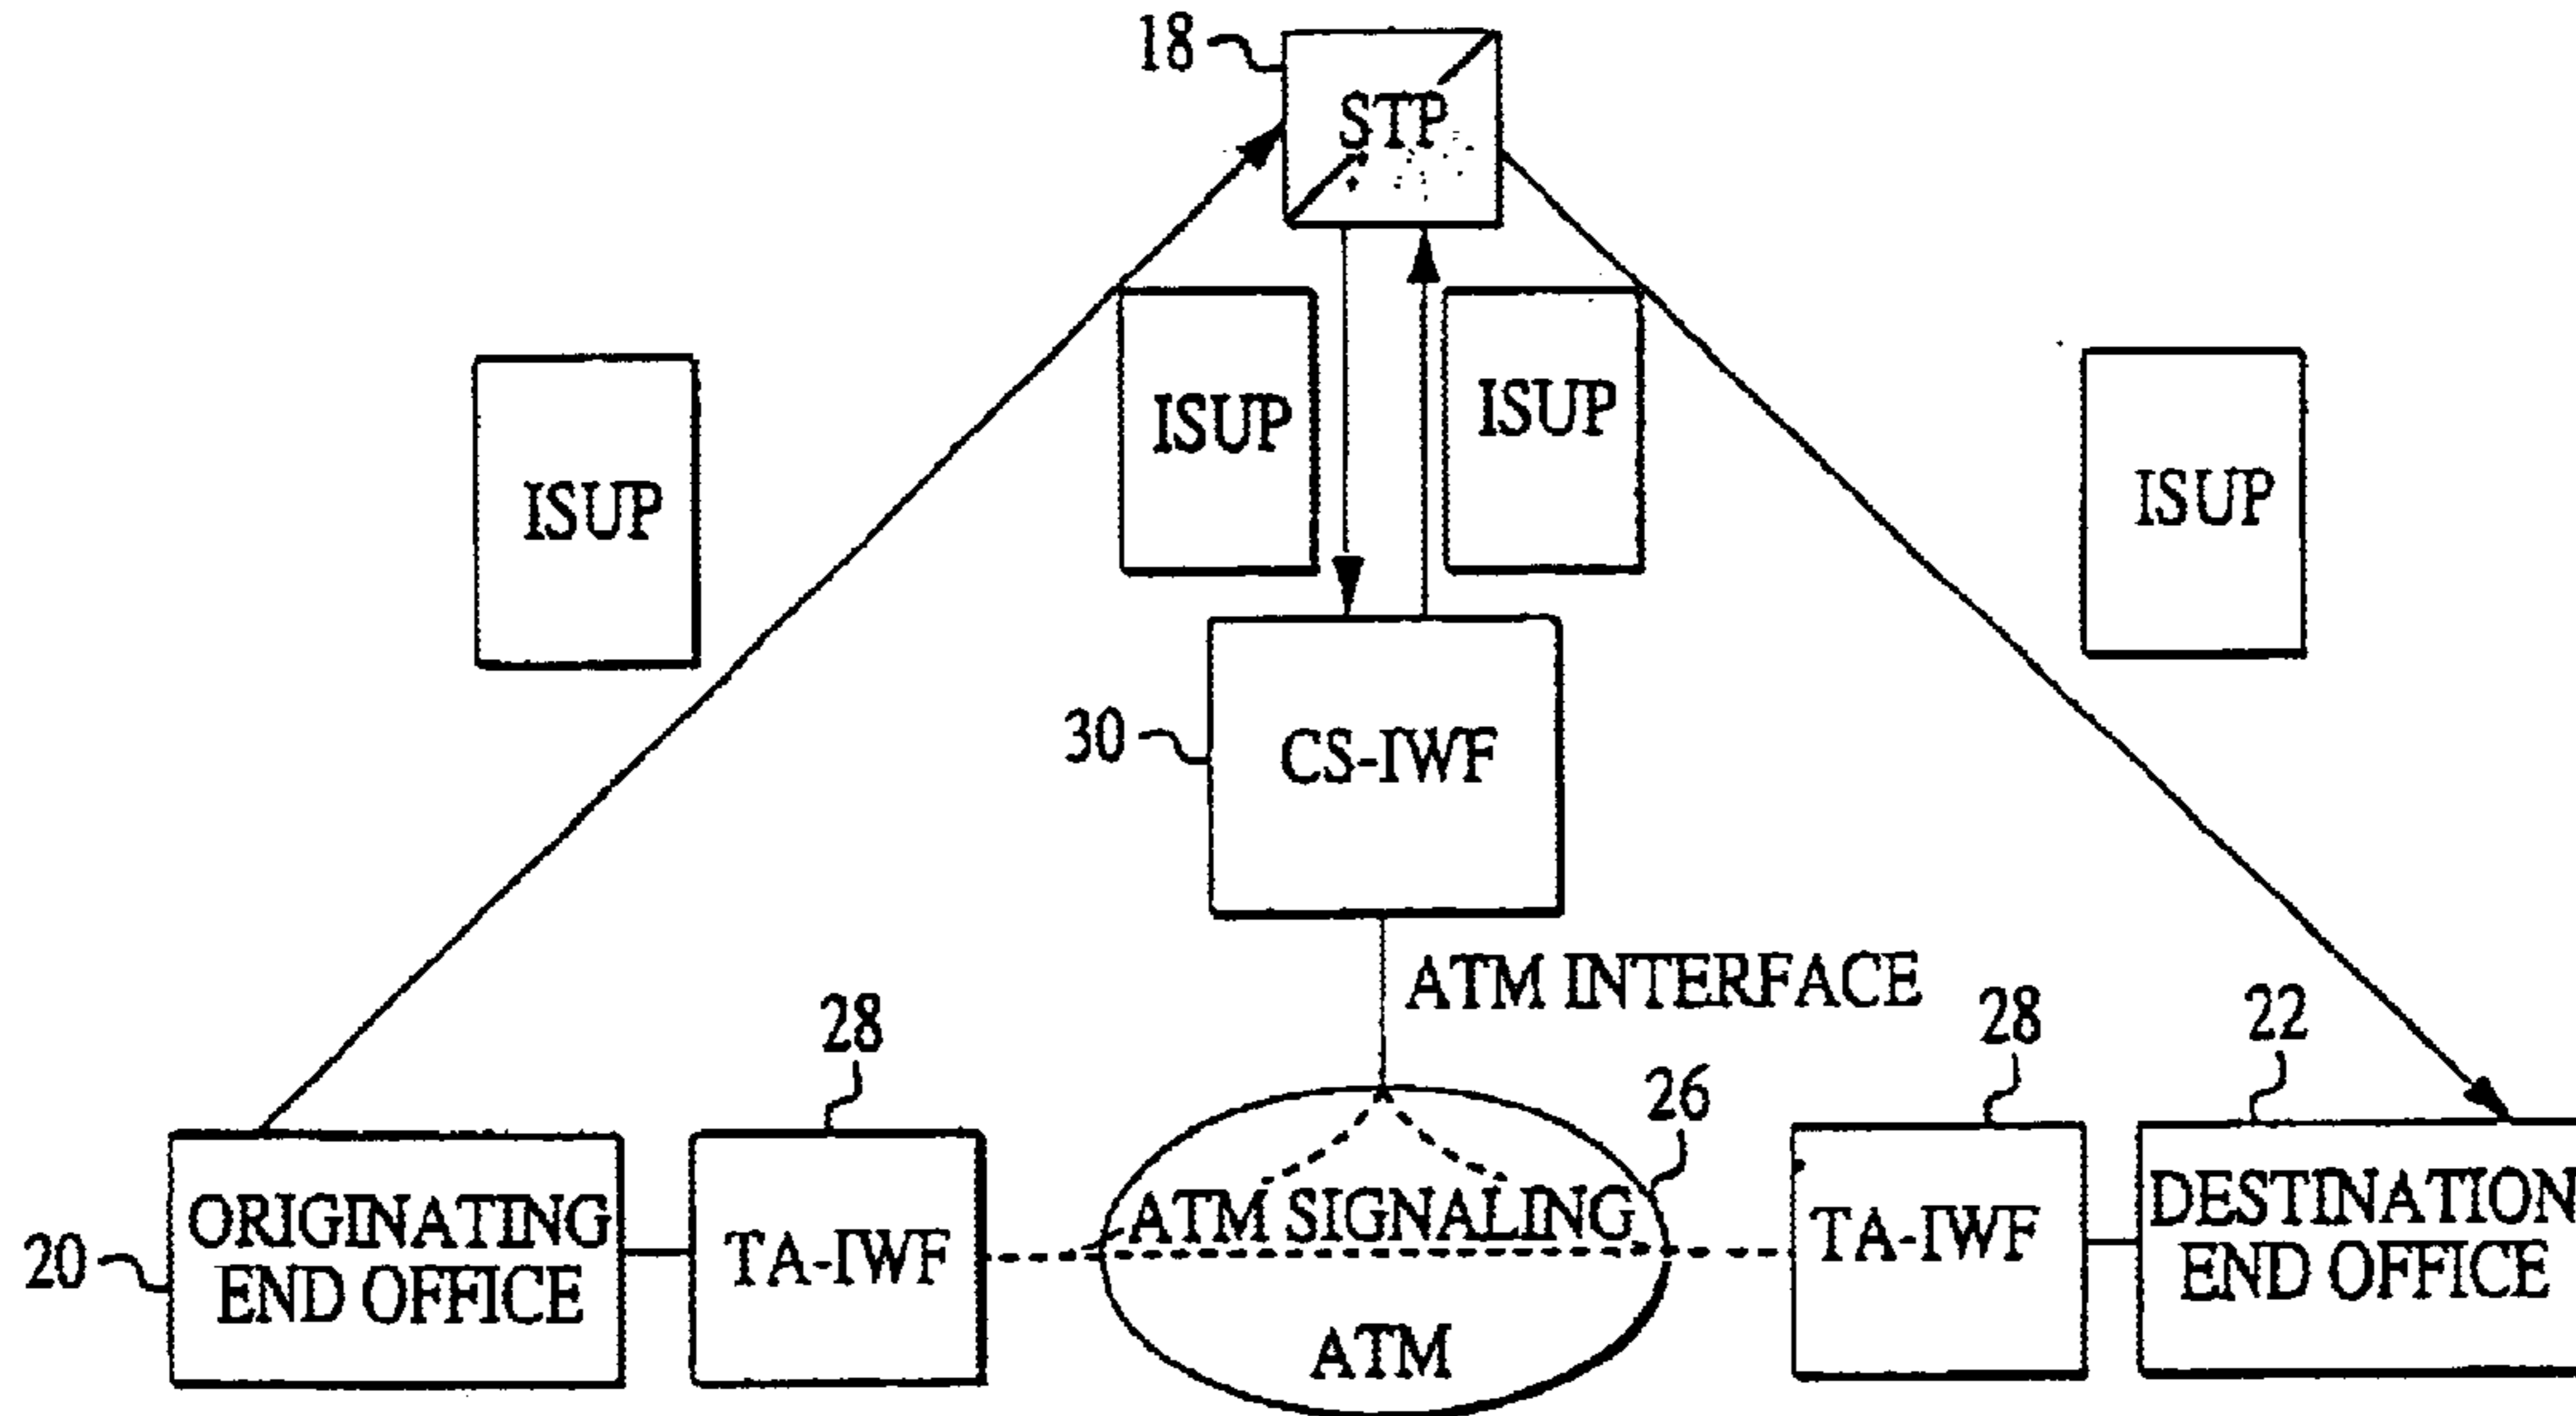 18
STP
ISUP
ISUP
ISUP
ISUP
30
CS-IWF
ATM INTERFACE
28
28
22
26
20
ORIGINATING
END OFFICE
TA-IWF
ATM SIGNALING
ATM
TA-IWF
DESTINATION
END OFFICE